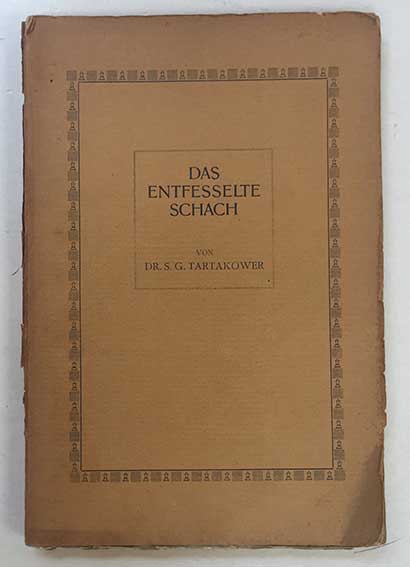 DAS
ENTFESSELTE
SCHACH
VON
DR. S. G. TARTAKOWER